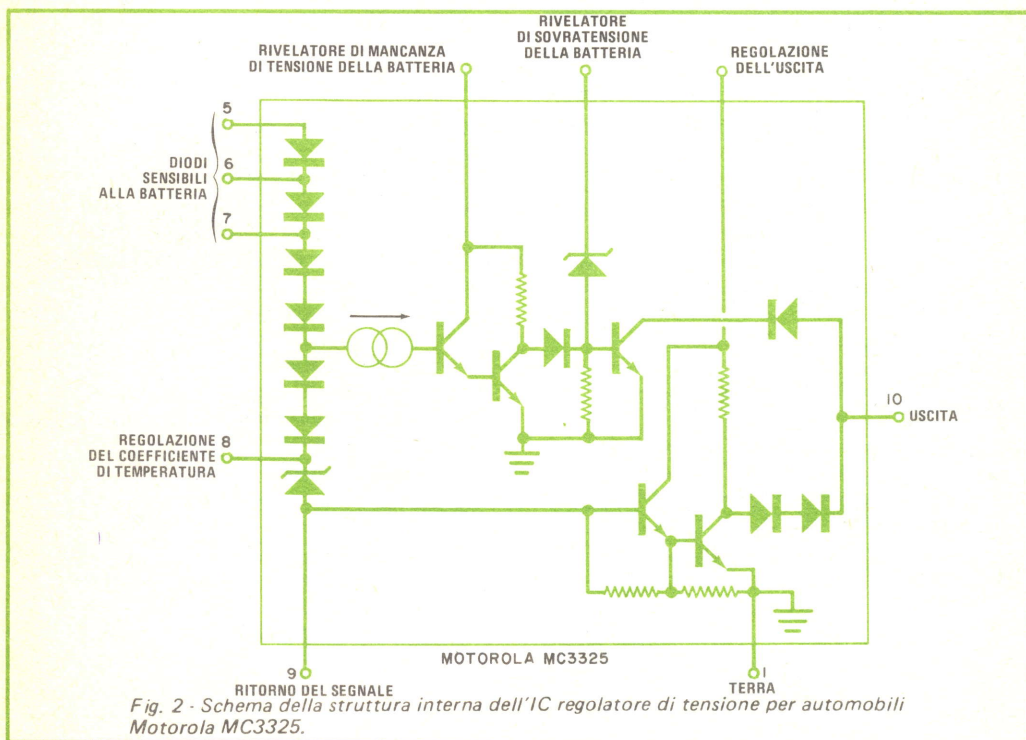 RIVELATORE DI MANCANZA
DI TENSIONE DELLA BATTERIA
RIVELATORE
DI SOVRATENSIONE
DELLA BATTERIA
REGOLAZIONE
DELL'USCITA
5
DIODI
SENSIBILI
ALLA BATTERIA
6
7
10
USCITA
REGOLAZIONE
DEL COEFFICIENTE
DI TEMPERATURA
8
MOTOROLA MC3325
9
RITORNO DEL SEGNALE
1
TERRA
Fig. 2 - Schema della struttura interna dell'IC regolatore di tensione per automobili
Motorola MC3325.